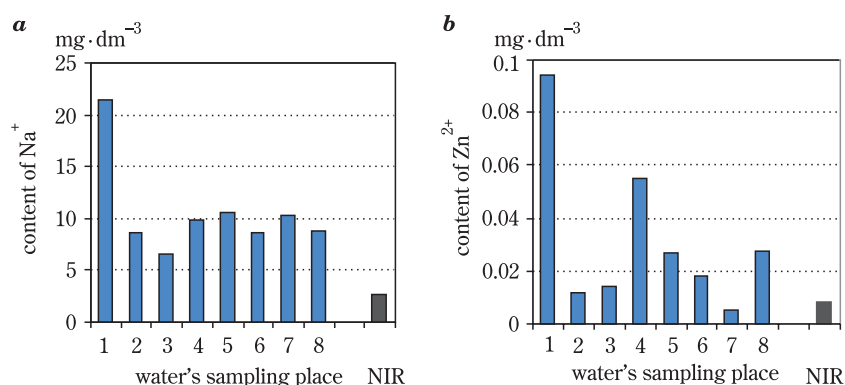 a
mg·dm⁻³
content of Na⁺
25
20
15
10
5
0
1 2 3 4 5 6 7 8
water's sampling place NIR
b
mg·dm⁻³
content of Zn²⁺
0.1
0.08
0.06
0.04
0.02
0
1 2 3 4 5 6 7 8
water's sampling place NIR